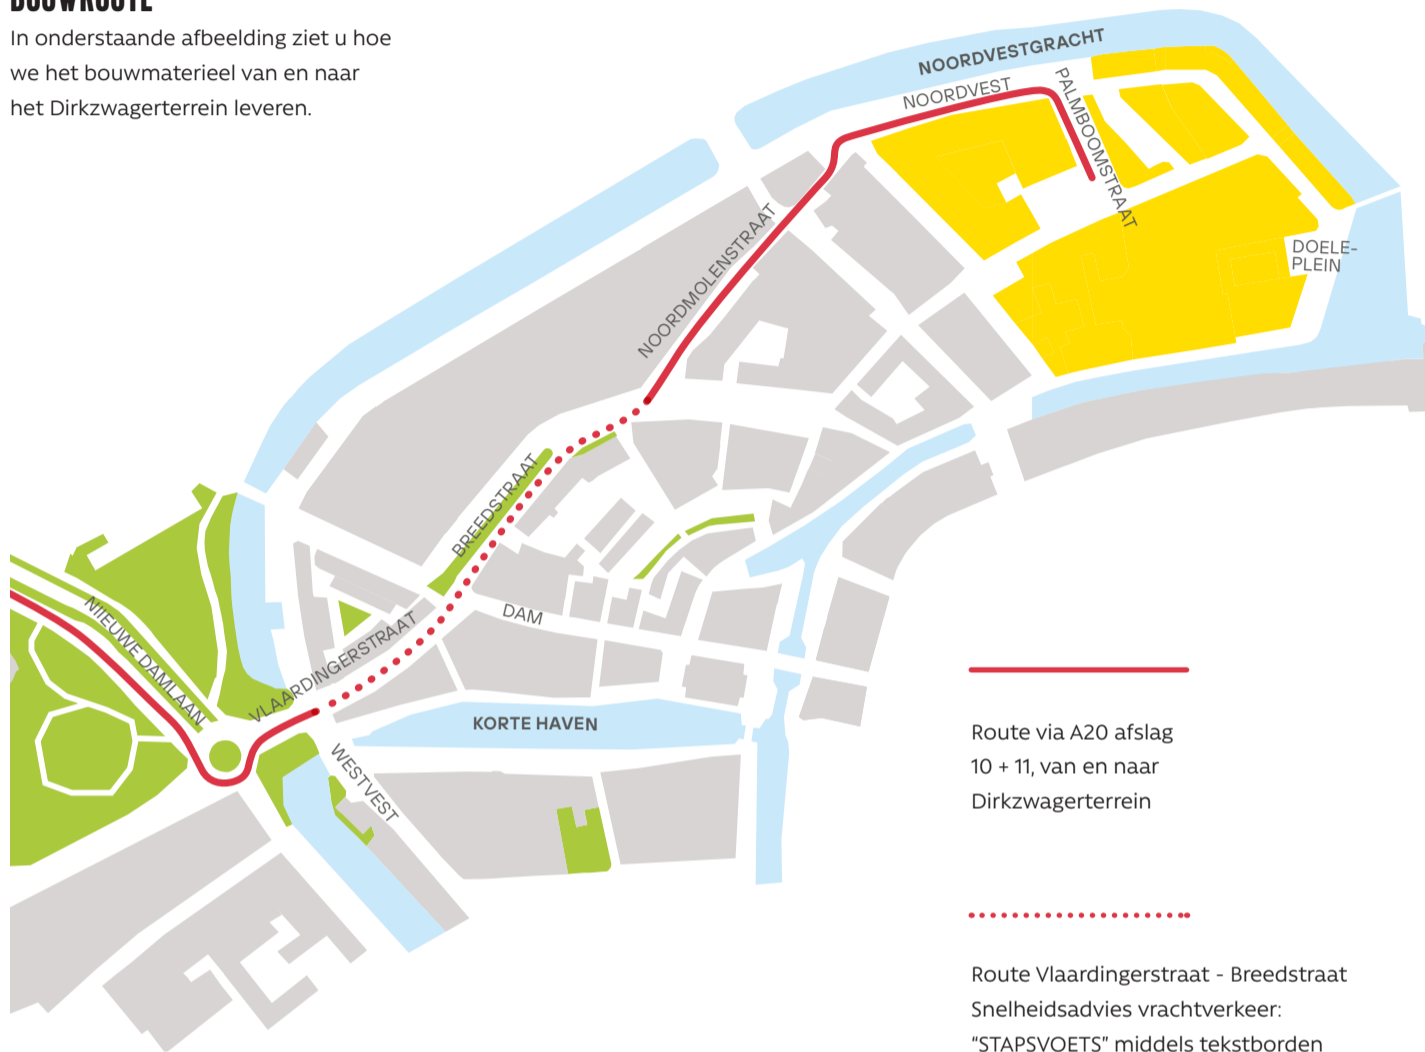 BOUWROUTE
In onderstaande afbeelding ziet u hoe
we het bouwmaterieel van en naar
het Dirkzwagerterrein leveren.
NOORDVESTGRACHT
NOORDVEST
PALMBOOMSTRAAT
DOELE-
PLEIN
NOORDMOLENSTRAAT
BREEDSTRAAT
DAM
NIIEUWE DAMLAAN
VLAARDINGERSTRAAT
KORTE HAVEN
WESTVEST
Route via A20 afslag
10 + 11, van en naar
Dirkzwagerterrein
Route Vlaardingerstraat - Breedstraat
Snelheidsadvies vrachtverkeer:
“STAPSVOETS” middels tekstborden